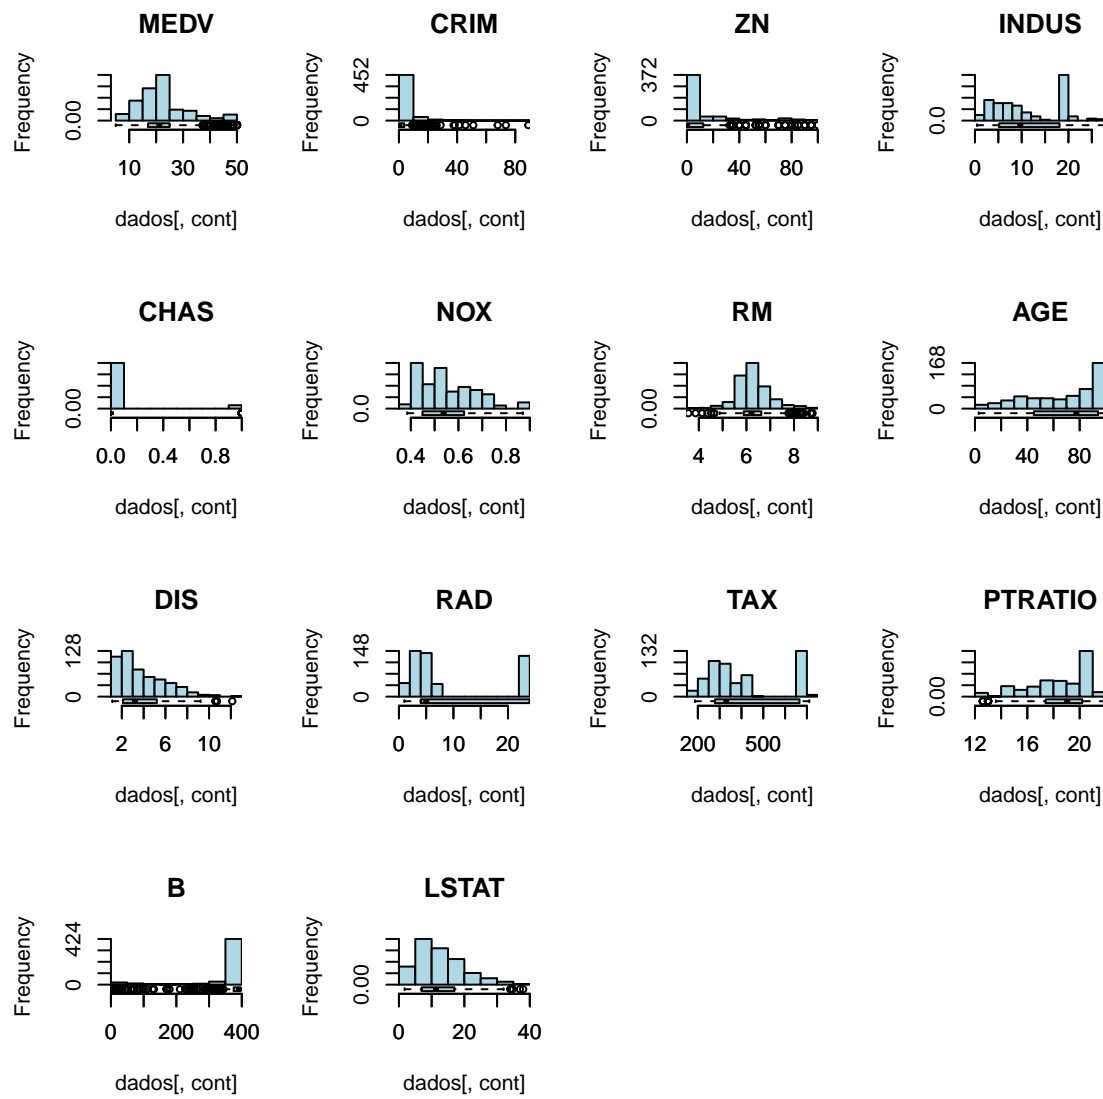 MEDV
Frequency
0.00
10 30 50
dados[, cont]
CRIM
Frequency
0 452
0 40 80
dados[, cont]
ZN
Frequency
0 372
0 40 80
dados[, cont]
INDUS
Frequency
0.0
0 10 20
dados[, cont]
CHAS
Frequency
0.00
0.0 0.4 0.8
dados[, cont]
NOX
Frequency
0.0
0.4 0.6 0.8
dados[, cont]
RM
Frequency
0.00
4 6 8
dados[, cont]
AGE
Frequency
0 168
0 40 80
dados[, cont]
DIS
Frequency
0 128
2 6 10
dados[, cont]
RAD
Frequency
0 148
0 10 20
dados[, cont]
TAX
Frequency
0 132
200 500
dados[, cont]
PTRATIO
Frequency
0.00
12 16 20
dados[, cont]
B
Frequency
0 424
0 200 400
dados[, cont]
LSTAT
Frequency
0.00
0 20 40
dados[, cont]